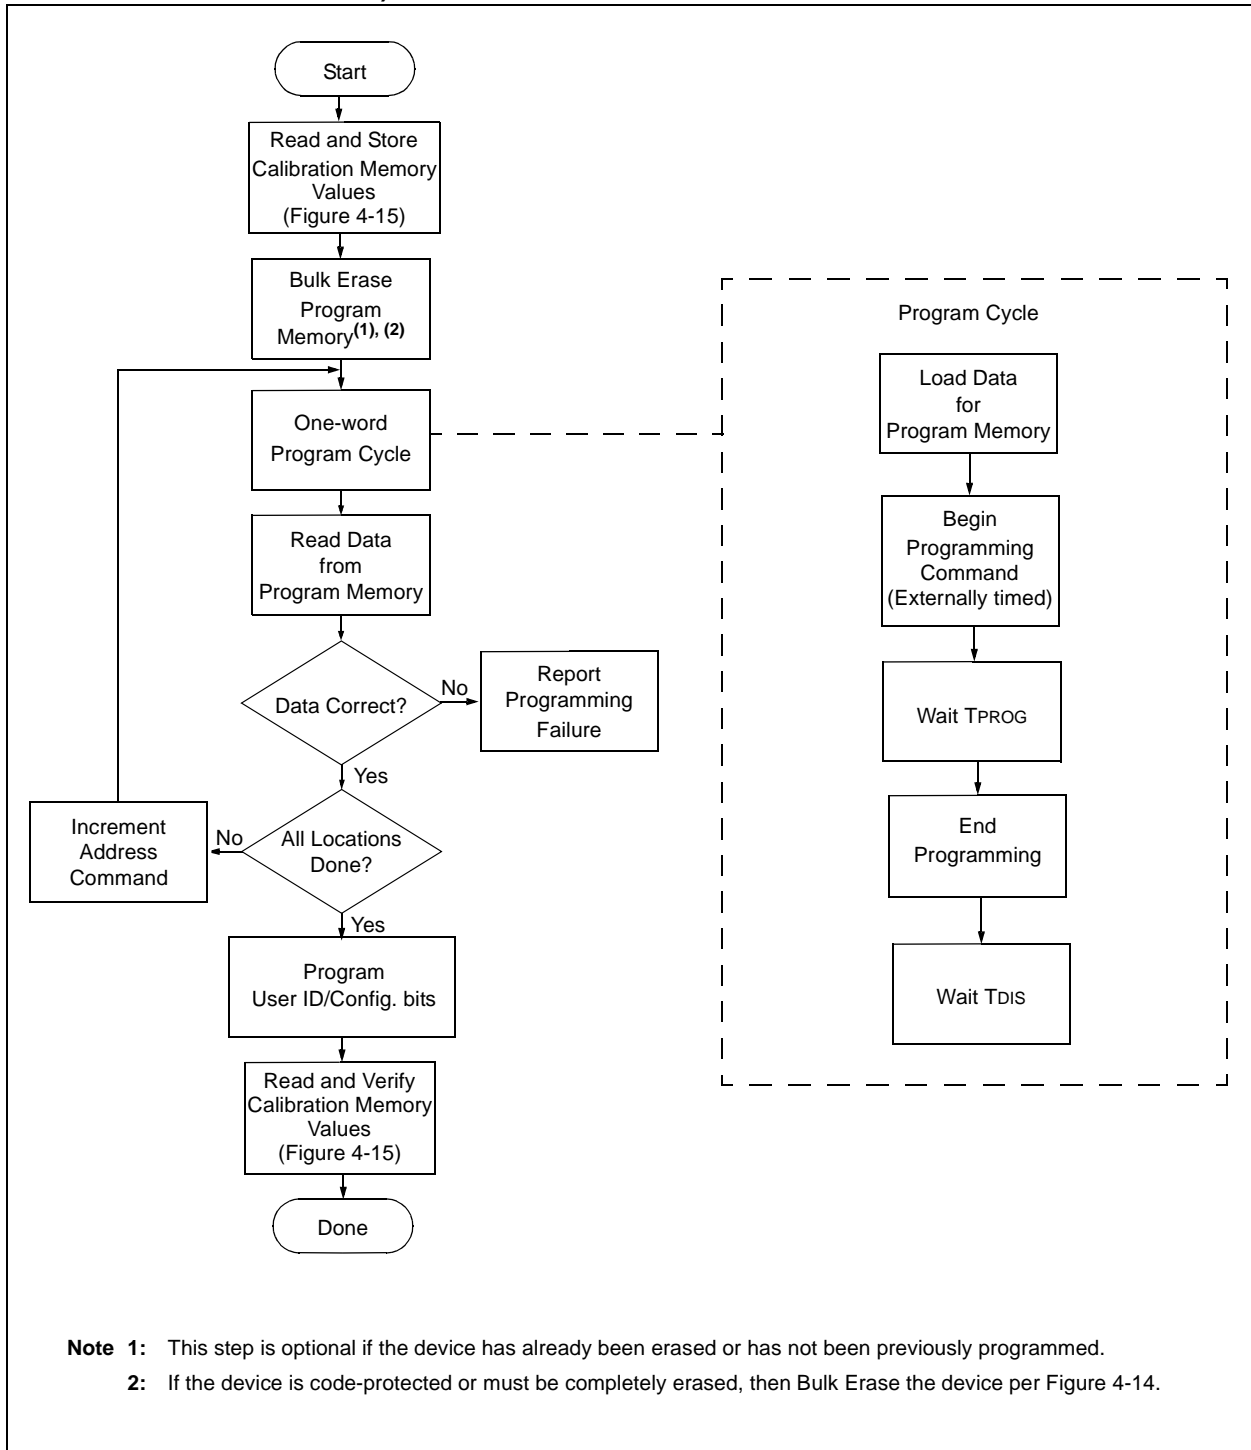 Start
Read and Store
Calibration Memory
Values
(Figure 4-15)
Bulk Erase
Program
Memory(1), (2)
One-word
Program Cycle
Read Data
from
Program Memory
Data Correct?
No
Report
Programming
Failure
Yes
All Locations
Done?
No
Increment
Address
Command
Yes
Program
User ID/Config. bits
Read and Verify
Calibration Memory
Values
(Figure 4-15)
Done
Program Cycle
Load Data
for
Program Memory
Begin
Programming
Command
(Externally timed)
Wait TPROG
End
Programming
Wait TDIS
Note 1: This step is optional if the device has already been erased or has not been previously programmed.
2: If the device is code-protected or must be completely erased, then Bulk Erase the device per Figure 4-14.